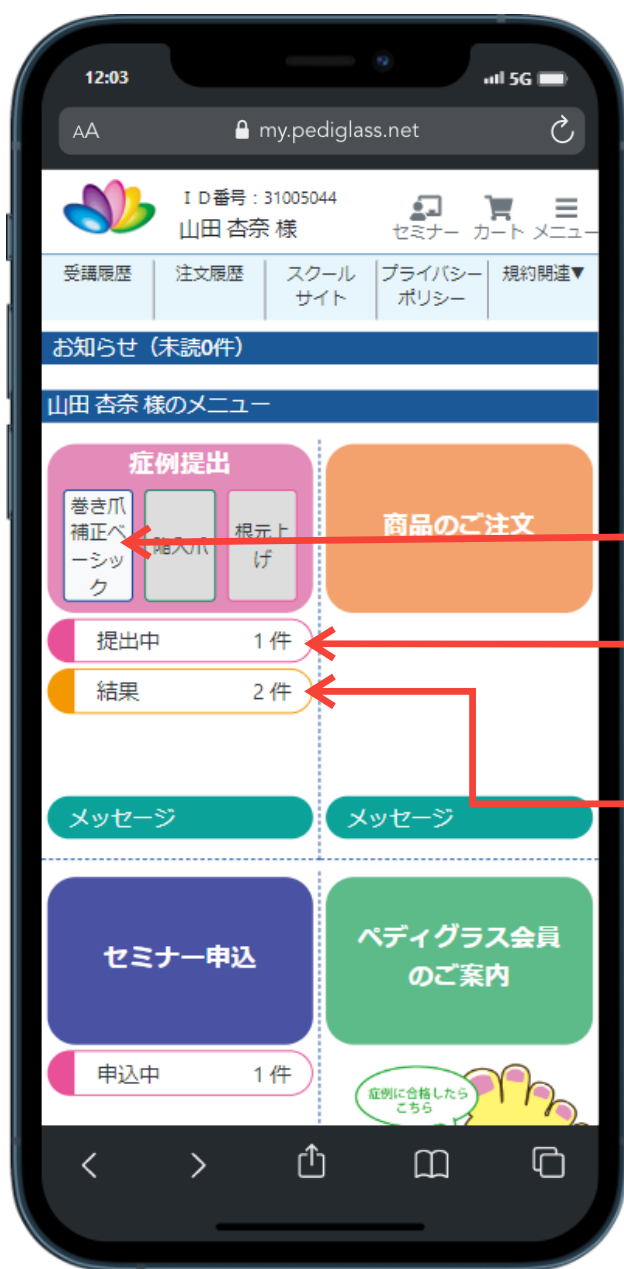 12:03
5G
AA my.pediglass.net
ID番号：31005044
山田 杏奈 様
セミナー カート メニュー
受講履歴 注文履歴 スクール プライバシー 規約関連▼
サイト ポリシー
お知らせ（未読0件）
山田 杏奈 様のメニュー
症例提出
巻き爪
補正ベ
ーシッ
ク
陥入爪
根元上
げ
商品のご注文
提出中 1 件
結果 2 件
メッセージ
メッセージ
セミナー申込
ペディグラス会員
のご案内
申込中 1 件
症例に合格したら
こちら